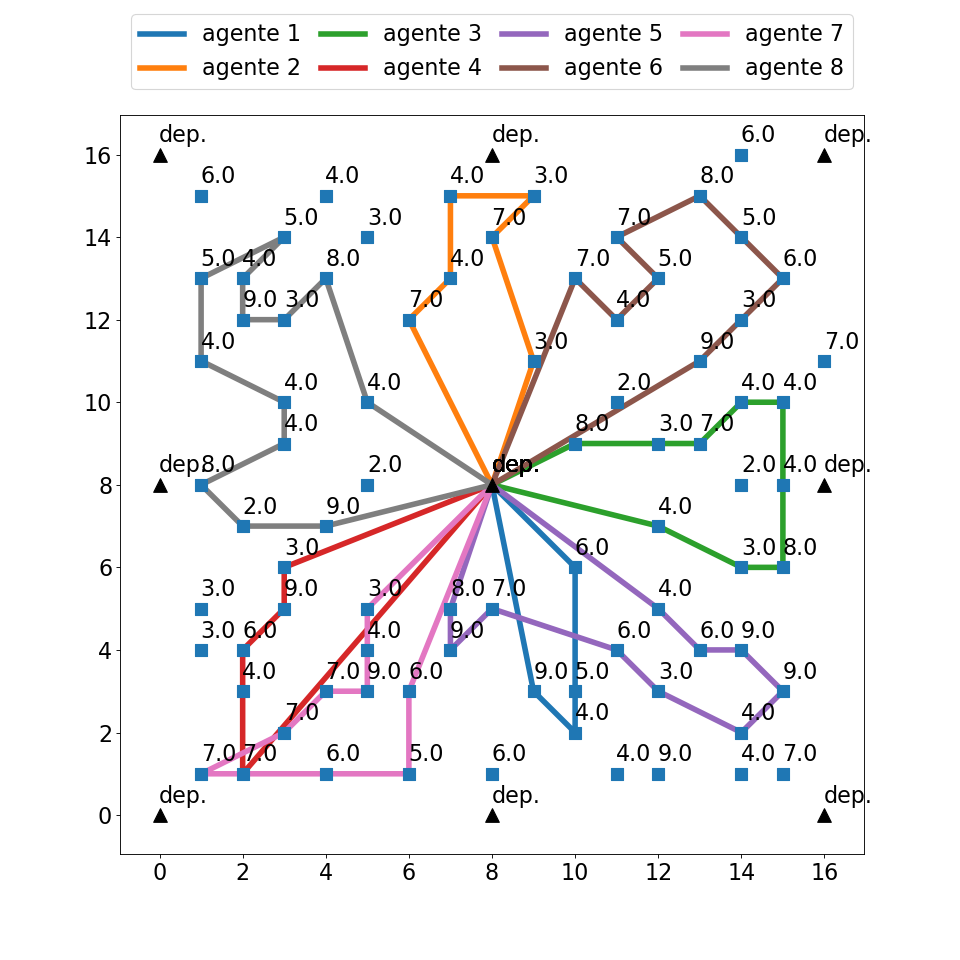 agente 1 agente 3 agente 5 agente 7
agente 2 agente 4 agente 6 agente 8
dep. dep. 6.0 dep.
16
6.0 4.0 4.0 3.0 8.0
5.0 3.0 7.0 7.0 5.0
14
5.0 4.0 8.0 4.0 7.0 5.0 6.0
9.0 3.0 7.0 4.0 3.0
12
4.0 3.0 9.0 7.0
4.0 4.0 2.0 4.0 4.0
10
4.0 8.0 3.0 7.0
dep. 8.0 2.0 dep. 2.0 4.0 dep.
8
2.0 9.0 4.0
3.0 6.0 3.0 8.0
6
3.0 9.0 3.0 8.0 7.0 4.0
3.0 6.0 4.0 9.0 6.0 6.0 9.0
4
4.0 7.0 9.0 6.0 9.0 5.0 3.0 9.0
7.0 4.0 4.0
2
7.0 7.0 6.0 5.0 6.0 4.0 9.0 4.0 7.0
dep. dep. dep.
0
0 2 4 6 8 10 12 14 16